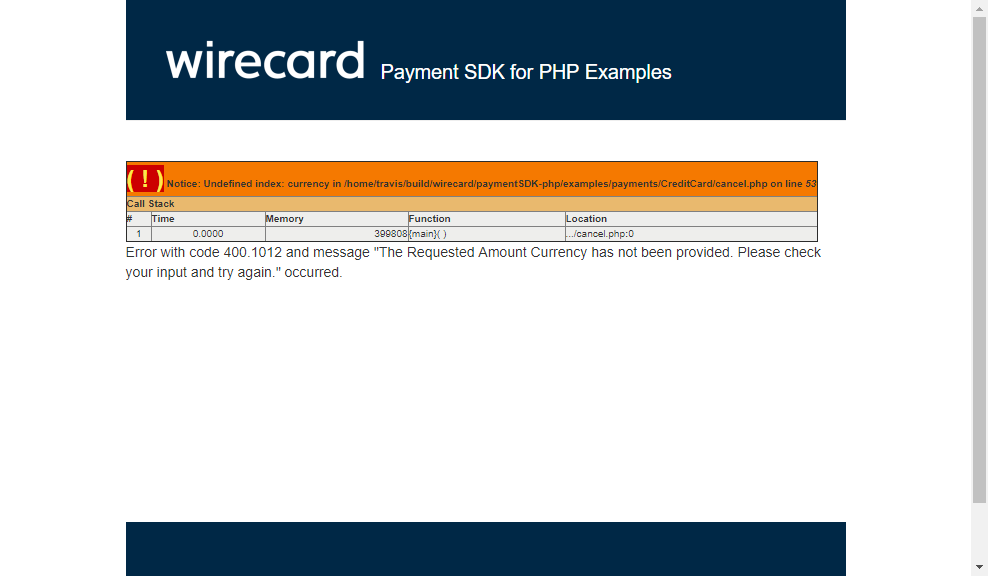 wirecard Payment SDK for PHP Examples
( ! ) Notice: Undefined index: currency in /home/travis/build/wirecard/paymentSDK-php/examples/payments/CreditCard/cancel.php on line 53
Call Stack
# Time Memory Function Location
1 0.0000 399808 {main}( ) .../cancel.php:0
Error with code 400.1012 and message "The Requested Amount Currency has not been provided. Please check
your input and try again." occurred.